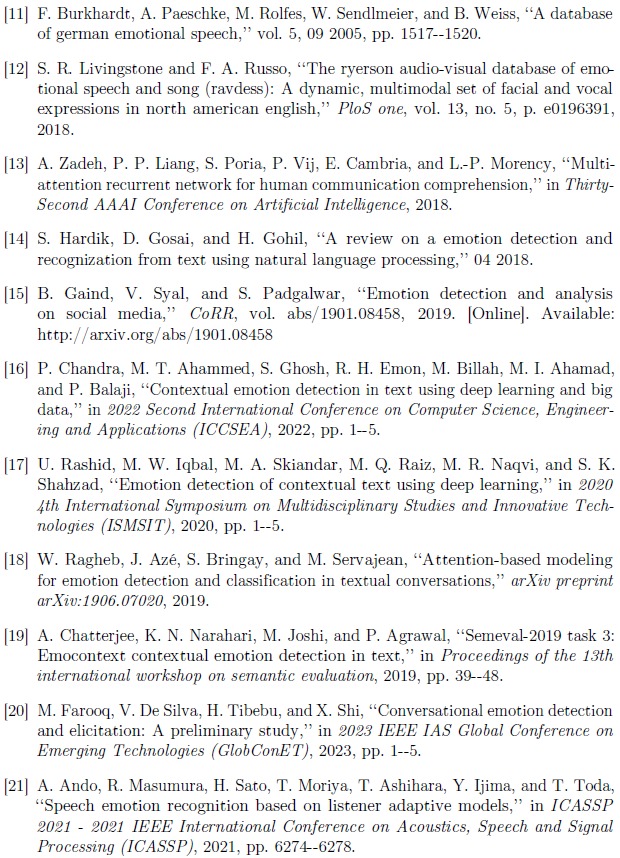 [11] F. Burkhardt, A. Paeschke, M. Rolfes, W. Sendlmeier, and B. Weiss, ‘‘A database
of german emotional speech,’’ vol. 5, 09 2005, pp. 1517--1520.
[12] S. R. Livingstone and F. A. Russo, ‘‘The ryerson audio-visual database of emo-
tional speech and song (ravdess): A dynamic, multimodal set of facial and vocal
expressions in north american english,’’ PloS one, vol. 13, no. 5, p. e0196391,
2018.
[13] A. Zadeh, P. P. Liang, S. Poria, P. Vij, E. Cambria, and L.-P. Morency, ‘‘Multi-
attention recurrent network for human communication comprehension,’’ in Thirty-
Second AAAI Conference on Artificial Intelligence, 2018.
[14] S. Hardik, D. Gosai, and H. Gohil, ‘‘A review on a emotion detection and
recognization from text using natural language processing,’’ 04 2018.
[15] B. Gaind, V. Syal, and S. Padgalwar, ‘‘Emotion detection and analysis
on social media,’’ CoRR, vol. abs/1901.08458, 2019. [Online]. Available:
http://arxiv.org/abs/1901.08458
[16] P. Chandra, M. T. Ahammed, S. Ghosh, R. H. Emon, M. Billah, M. I. Ahamad,
and P. Balaji, ‘‘Contextual emotion detection in text using deep learning and big
data,’’ in 2022 Second International Conference on Computer Science, Engineer-
ing and Applications (ICCSEA), 2022, pp. 1--5.
[17] U. Rashid, M. W. Iqbal, M. A. Skiandar, M. Q. Raiz, M. R. Naqvi, and S. K.
Shahzad, ‘‘Emotion detection of contextual text using deep learning,’’ in 2020
4th International Symposium on Multidisciplinary Studies and Innovative Tech-
nologies (ISMSIT), 2020, pp. 1--5.
[18] W. Ragheb, J. Azé, S. Bringay, and M. Servajean, ‘‘Attention-based modeling
for emotion detection and classification in textual conversations,’’ arXiv preprint
arXiv:1906.07020, 2019.
[19] A. Chatterjee, K. N. Narahari, M. Joshi, and P. Agrawal, ‘‘Semeval-2019 task 3:
Emocontext contextual emotion detection in text,’’ in Proceedings of the 13th
international workshop on semantic evaluation, 2019, pp. 39--48.
[20] M. Farooq, V. De Silva, H. Tibebu, and X. Shi, ‘‘Conversational emotion detection
and elicitation: A preliminary study,’’ in 2023 IEEE IAS Global Conference on
Emerging Technologies (GlobConET), 2023, pp. 1--5.
[21] A. Ando, R. Masumura, H. Sato, T. Moriya, T. Ashihara, Y. Ijima, and T. Toda,
‘‘Speech emotion recognition based on listener adaptive models,’’ in ICASSP
2021 - 2021 IEEE International Conference on Acoustics, Speech and Signal
Processing (ICASSP), 2021, pp. 6274--6278.